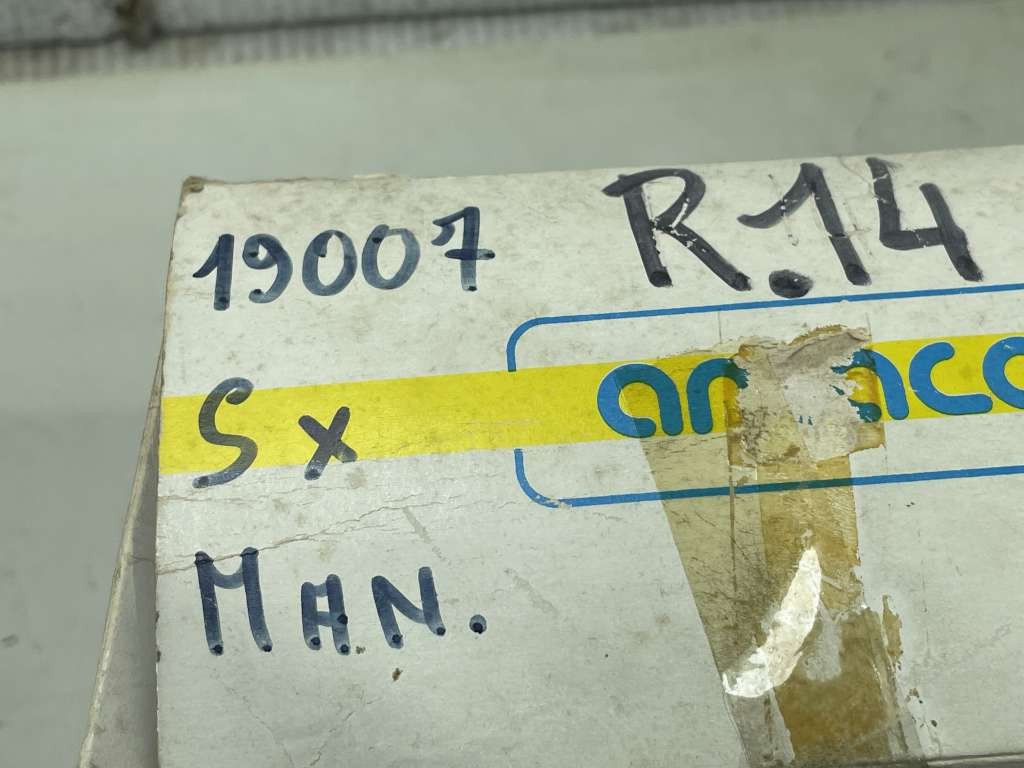 19007
R.14
Sx
MAN.